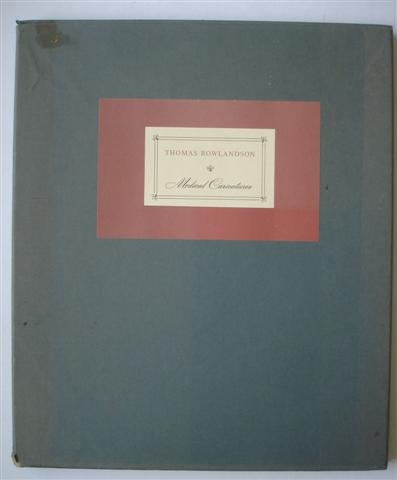 THOMAS ROWLANDSON
Medical Caricatures